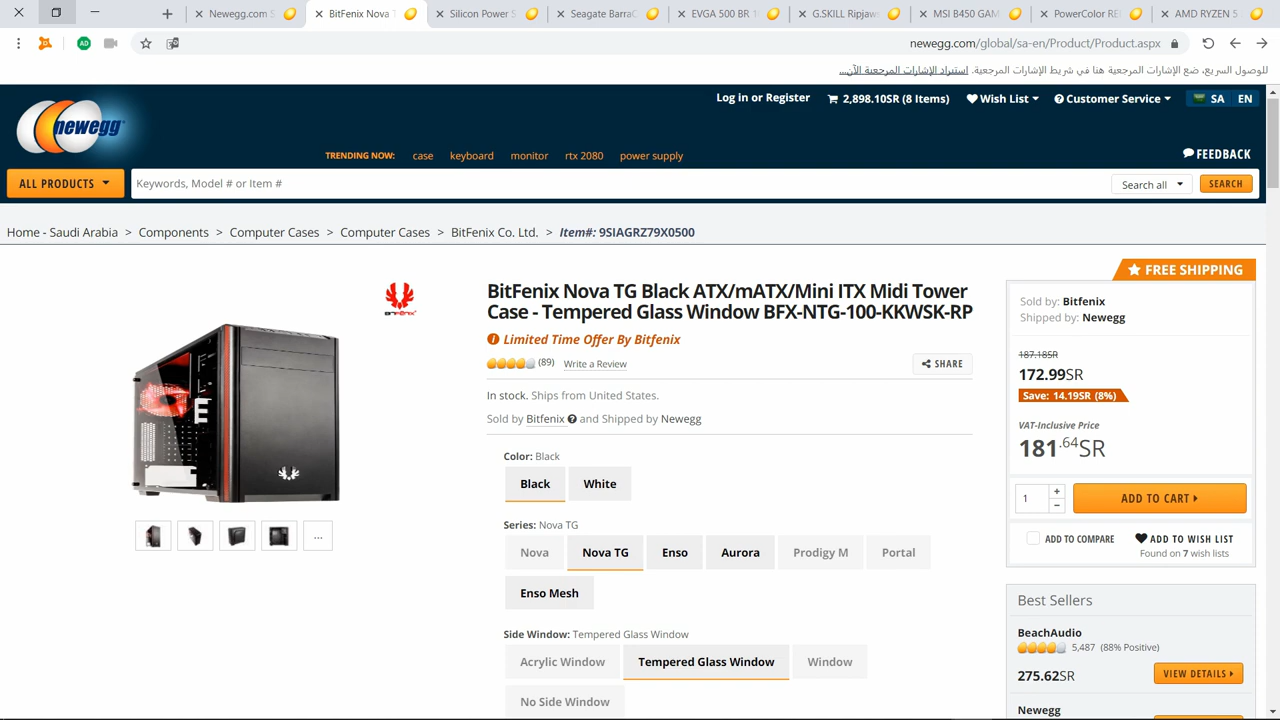 Newegg.com S
BitFenix Nova T
Silicon Power S
Seagate BarraC
EVGA 500 BR 1
G.SKILL Ripjaw
MSI B450 GAM
PowerColor RE
AMD RYZEN 5
newegg.com/global/sa-en/Product/Product.aspx
للوصول السريع، ضع الإشارات المرجعية هنا في شريط الإشارات المرجعية. استيراد الإشارات المرجعية الآن...
newegg
Log in or Register
2,898.10SR (8 Items)
Wish List
Customer Service
SA
EN
TRENDING NOW:
case
keyboard
monitor
rtx 2080
power supply
FEEDBACK
ALL PRODUCTS
Keywords, Model # or Item #
Search all
SEARCH
Home - Saudi Arabia > Components > Computer Cases > Computer Cases > BitFenix Co. Ltd. > Item#: 9SIAGRZ79X0500
BitFenix Nova TG Black ATX/mATX/Mini ITX Midi Tower
Case - Tempered Glass Window BFX-NTG-100-KKWSK-RP
Limited Time Offer By Bitfenix
(89)
Write a Review
SHARE
In stock. Ships from United States.
Sold by Bitfenix and Shipped by Newegg
Color: Black
Black
White
Series: Nova TG
Nova
Nova TG
Enso
Aurora
Prodigy M
Portal
Enso Mesh
Side Window: Tempered Glass Window
Acrylic Window
Tempered Glass Window
Window
No Side Window
FREE SHIPPING
Sold by: Bitfenix
Shipped by: Newegg
187.18SR
172.99SR
Save: 14.19SR (8%)
VAT-Inclusive Price
181.64SR
1
ADD TO CART
ADD TO COMPARE
ADD TO WISH LIST
Found on 7 wish lists
Best Sellers
BeachAudio
5,487 (88% Positive)
275.62SR
VIEW DETAILS
Newegg